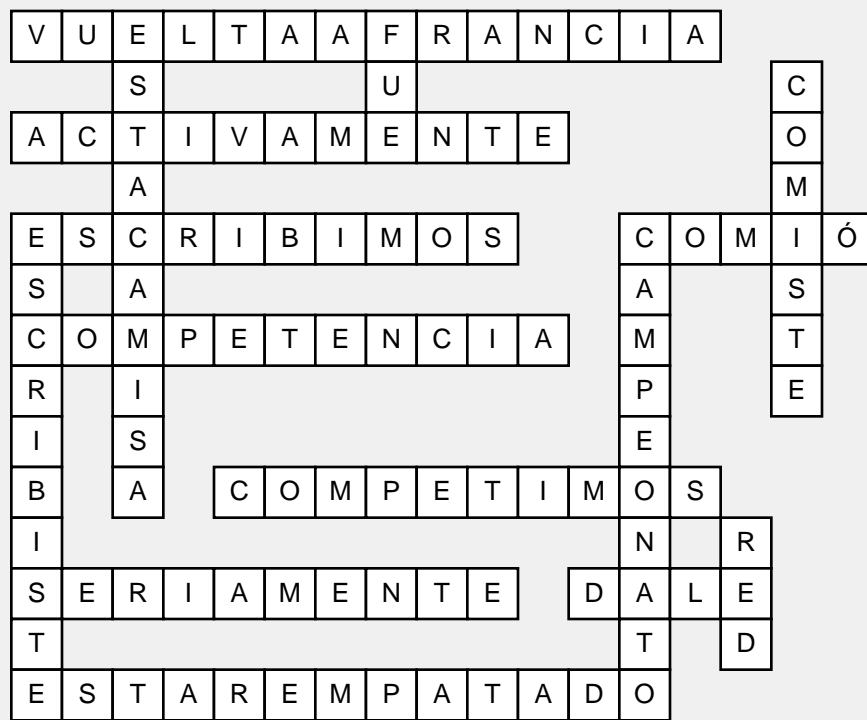 VUELTAAFRANCIA
S U C
ACTIVAMENTE O
A M
ESCRIBIMOS COMIÓ
S A A S
COMPETENCIA M T
R I P E
I S E
B A COMPETIMOS
I N R
SERIAMENTE DALE
T T D
ESTAREMPATADO